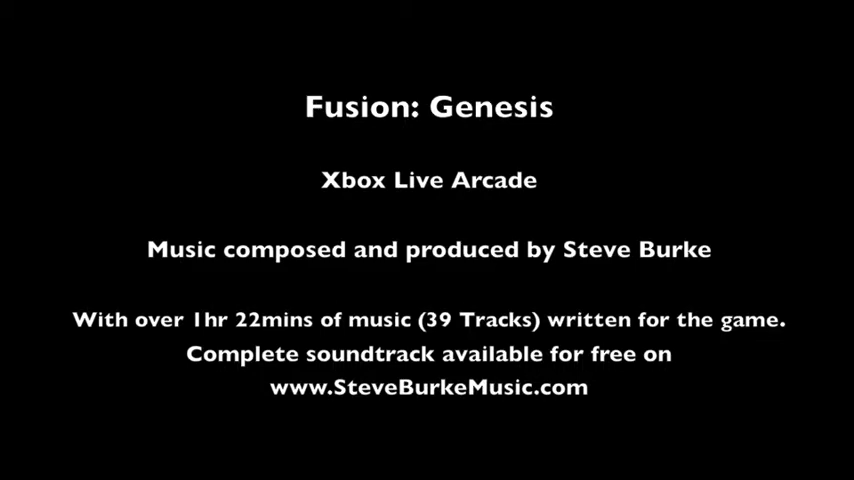 Fusion: Genesis
Xbox Live Arcade
Music composed and produced by Steve Burke
With over 1hr 22mins of music (39 Tracks) written for the game.
Complete soundtrack available for free on
www.SteveBurkeMusic.com